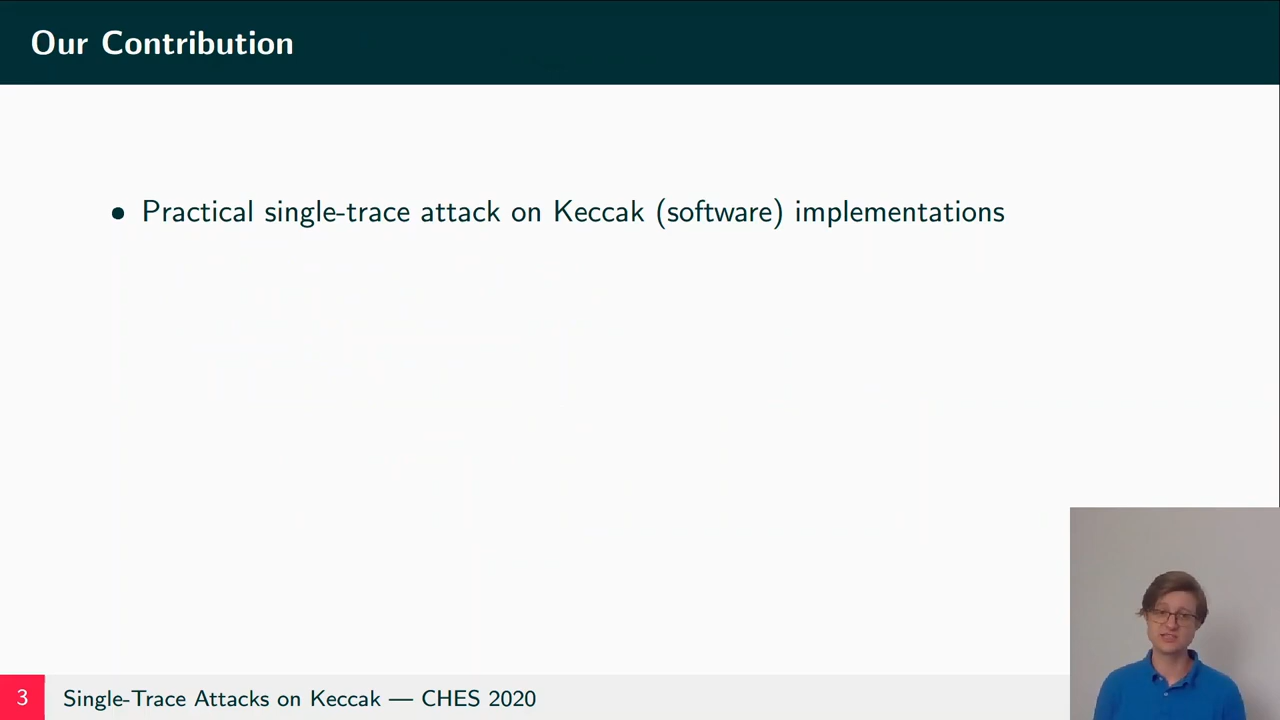 Our Contribution
• Practical single-trace attack on Keccak (software) implementations
3
Single-Trace Attacks on Keccak — CHES 2020